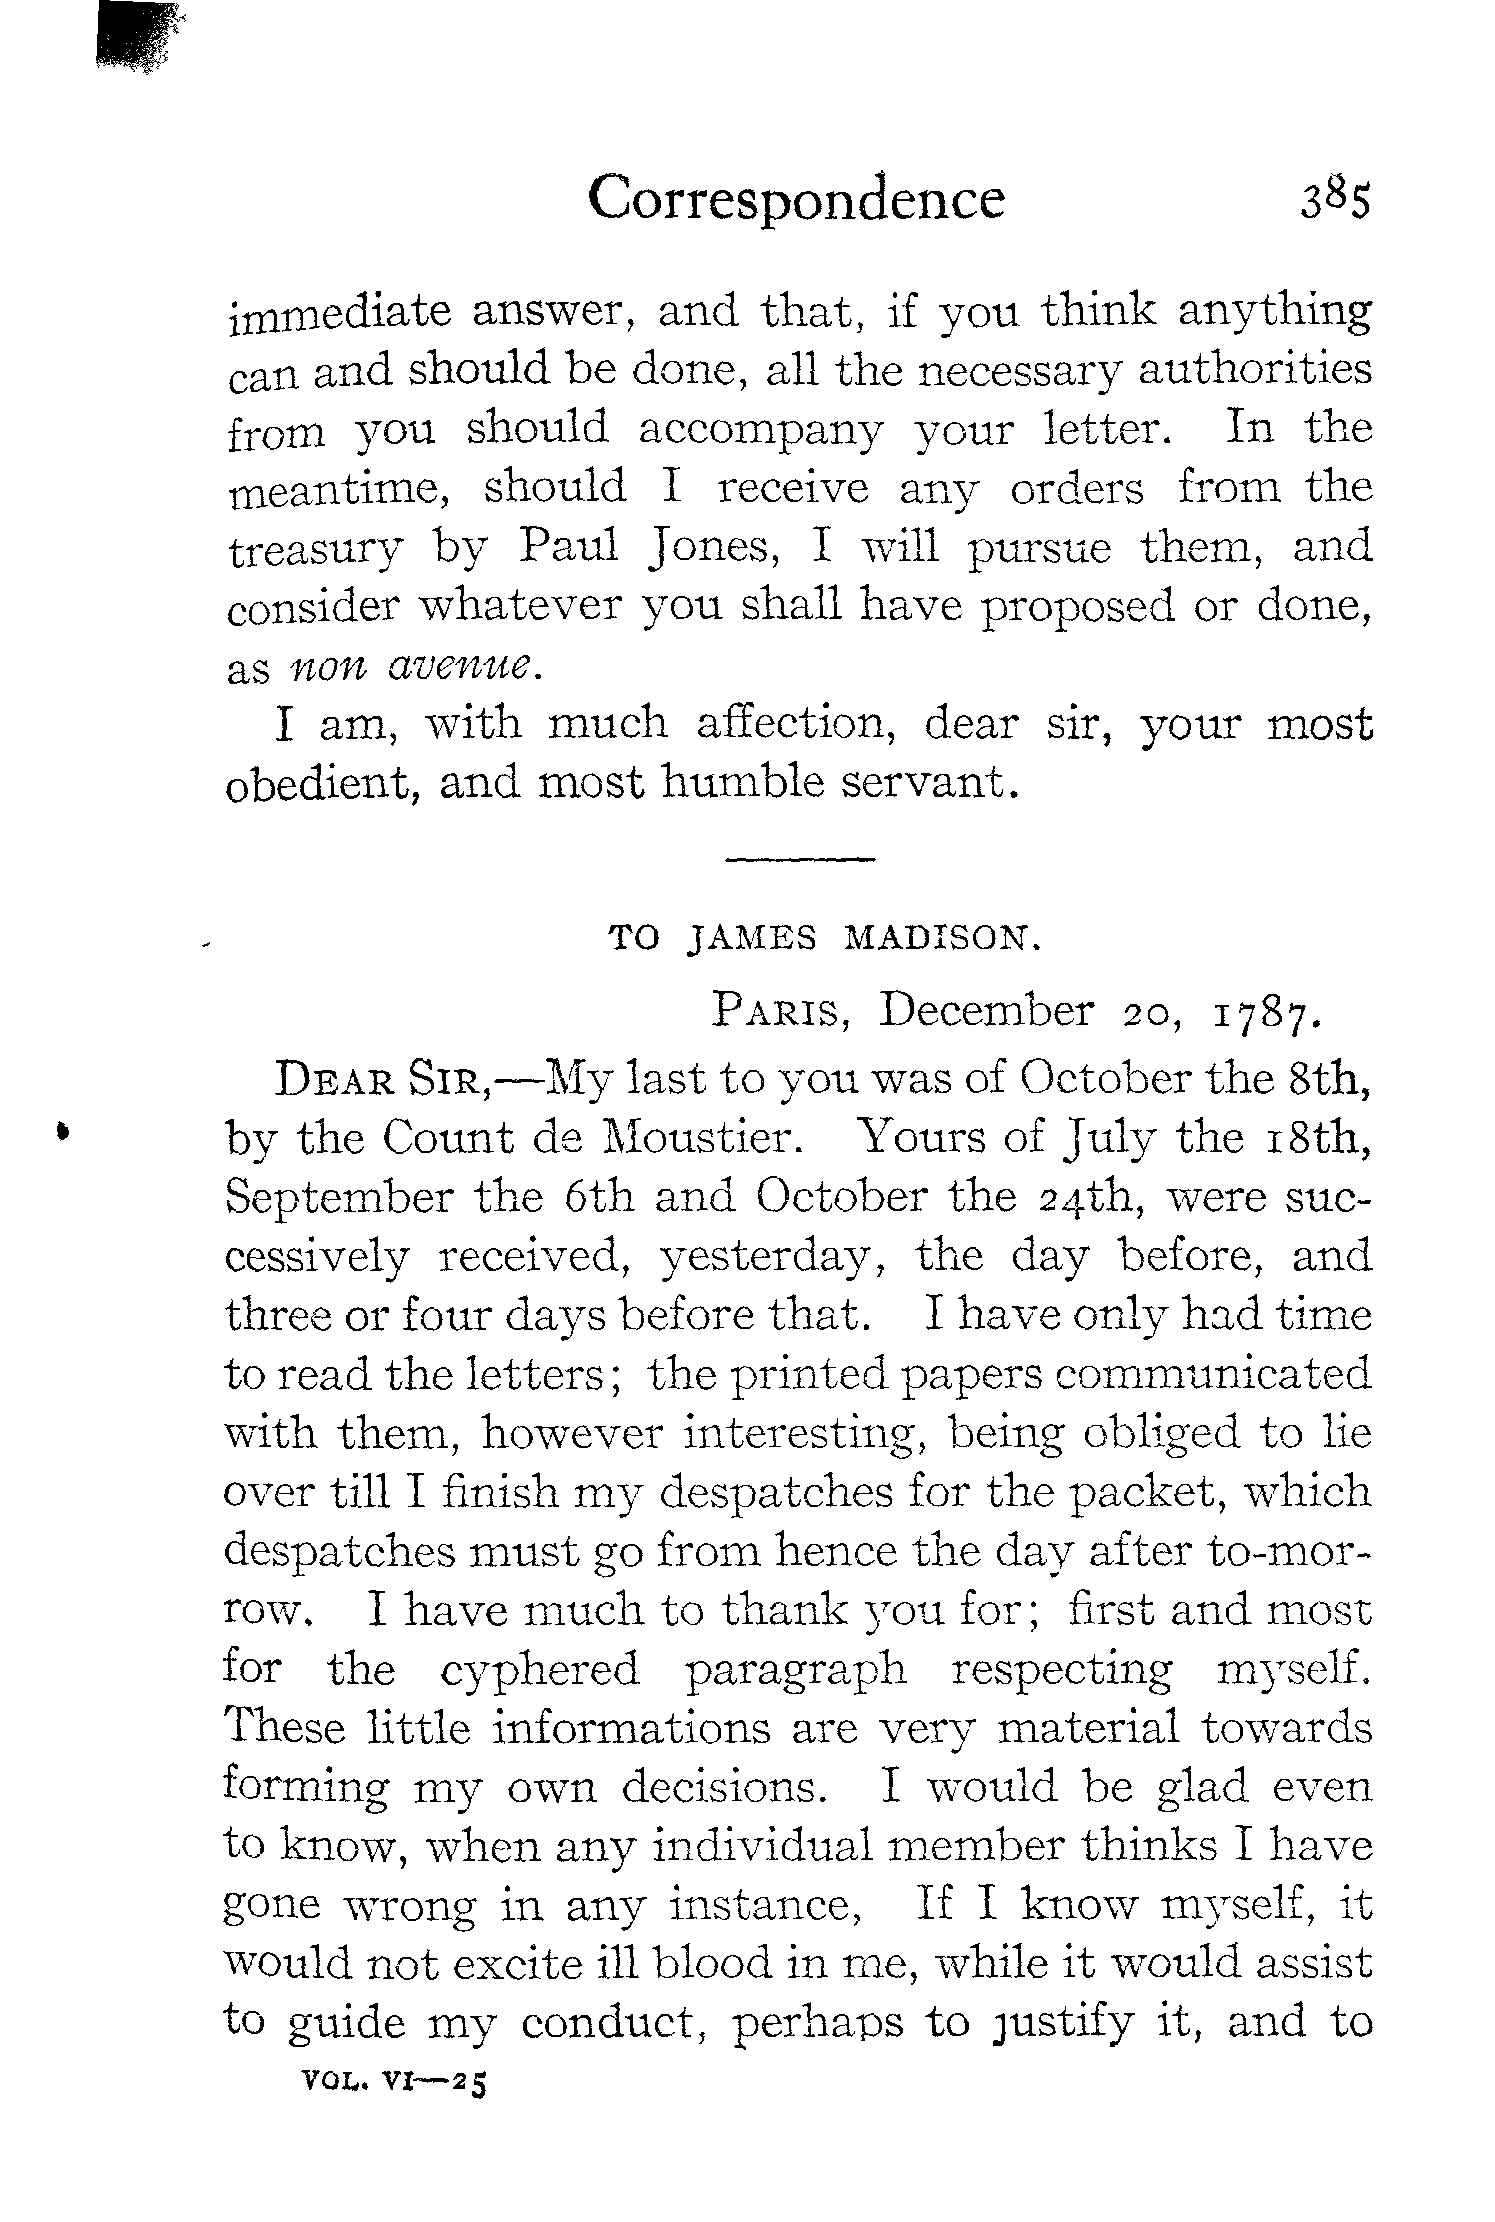 Correspondence 385
immediate answer, and that, if you think anything
can and should be done, all the necessary authorities
from you should accompany your letter. In the
meantime, should I receive any orders from the
treasury by Paul Jones, I will pursue them, and
consider whatever you shall have proposed or done,
as non avenue.
I am, with much affection, dear sir, your most
obedient, and most humble servant.
TO JAMES MADISON.
PARIS, December 20, 1787.
DEAR SIR,—My last to you was of October the 8th,
by the Count de Moustier. Yours of July the 18th,
September the 6th and October the 24th, were suc-
cessively received, yesterday, the day before, and
three or four days before that. I have only had time
to read the letters; the printed papers communicated
with them, however interesting, being obliged to lie
over till I finish my despatches for the packet, which
despatches must go from hence the day after to-mor-
row. I have much to thank you for; first and most
for the cyphered paragraph respecting myself.
These little informations are very material towards
forming my own decisions. I would be glad even
to know, when any individual member thinks I have
gone wrong in any instance, If I know myself, it
would not excite ill blood in me, while it would assist
to guide my conduct, perhaps to justify it, and to
VOL. VI—25